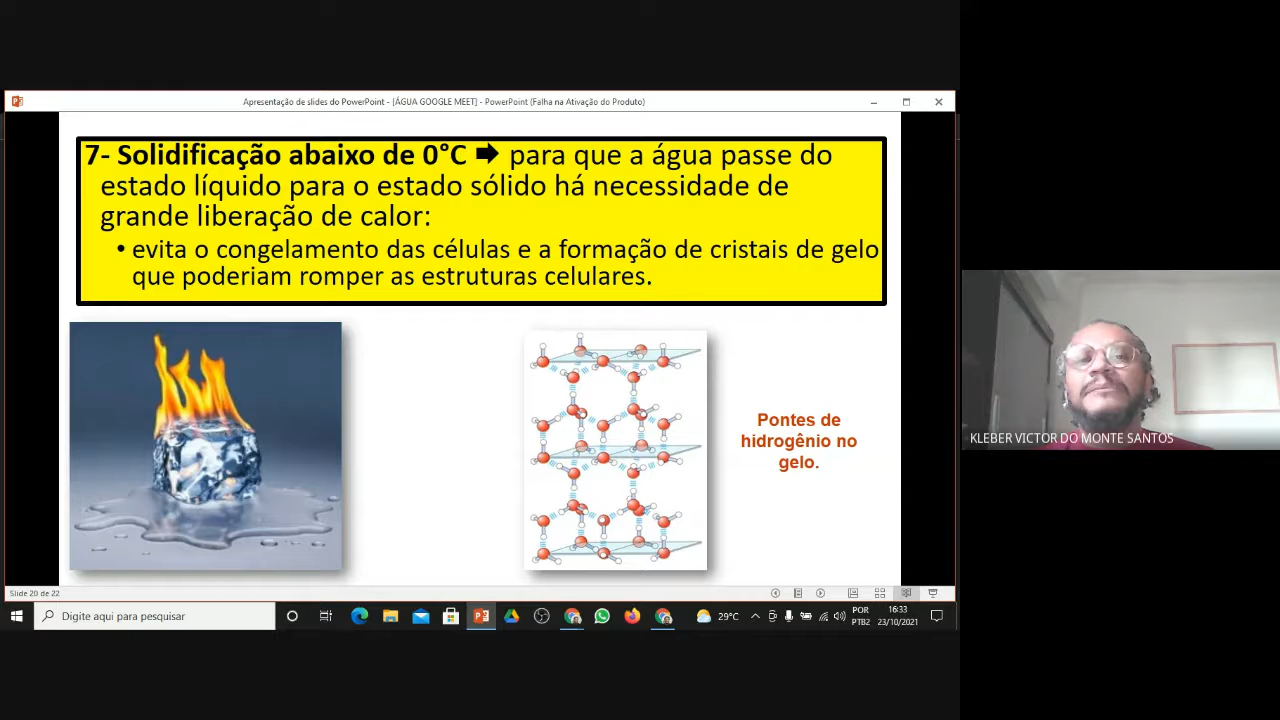 Apresentação de slides do PowerPoint - [ÁGUA GOOGLE MEET] - PowerPoint (Falha na Ativação do Produto)
7- Solidificação abaixo de 0°C 🡆 para que a água passe do
estado líquido para o estado sólido há necessidade de
grande liberação de calor:
• evita o congelamento das células e a formação de cristais de gelo
que poderiam romper as estruturas celulares.
Pontes de
hidrogênio no
gelo.
KLEBER VICTOR DO MONTE SANTOS
Slide 20 de 22
Digite aqui para pesquisar
29°C
POR
PTB2
16:33
23/10/2021